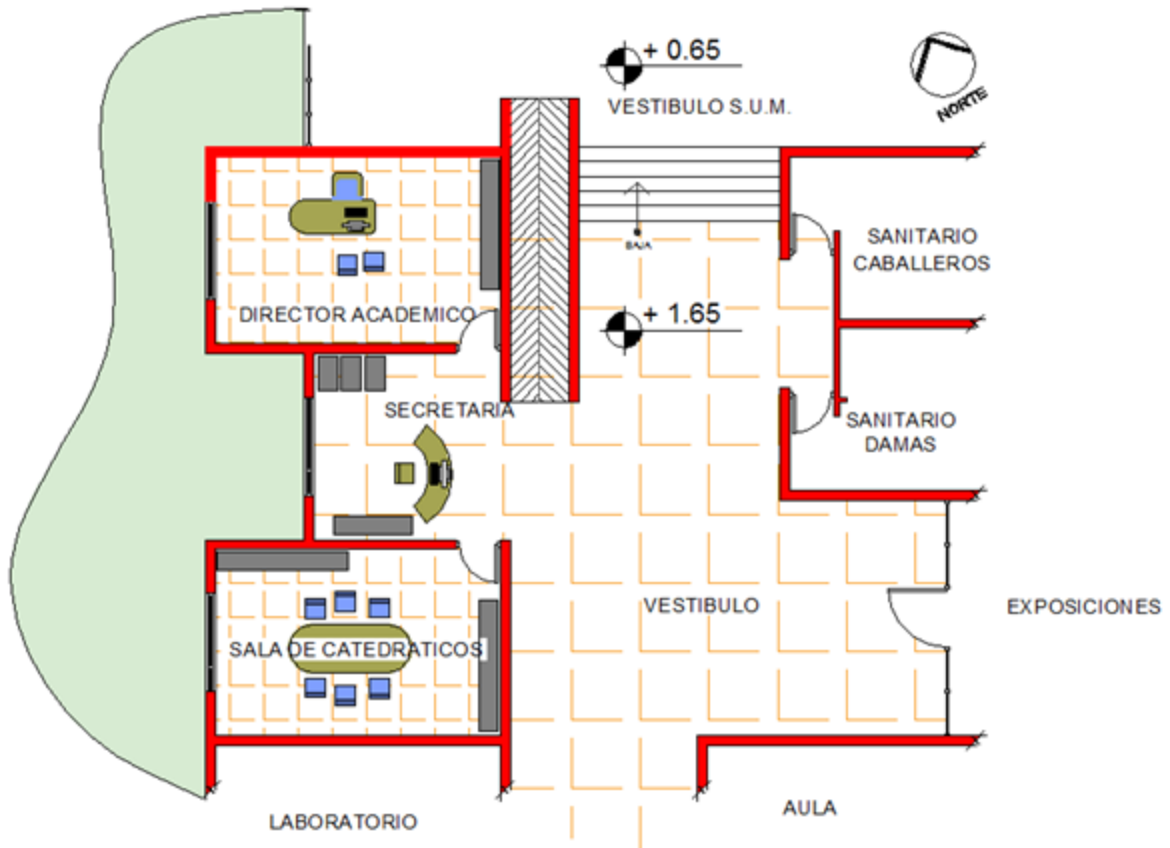 + 0.65
VESTIBULO S.U.M.
NORTE
SANITARIO
CABALLEROS
BAJA
DIRECTOR ACADEMICO
+ 1.65
SECRETARIA
SANITARIO
DAMAS
VESTIBULO
EXPOSICIONES
SALA DE CATEDRATICOS
LABORATORIO
AULA